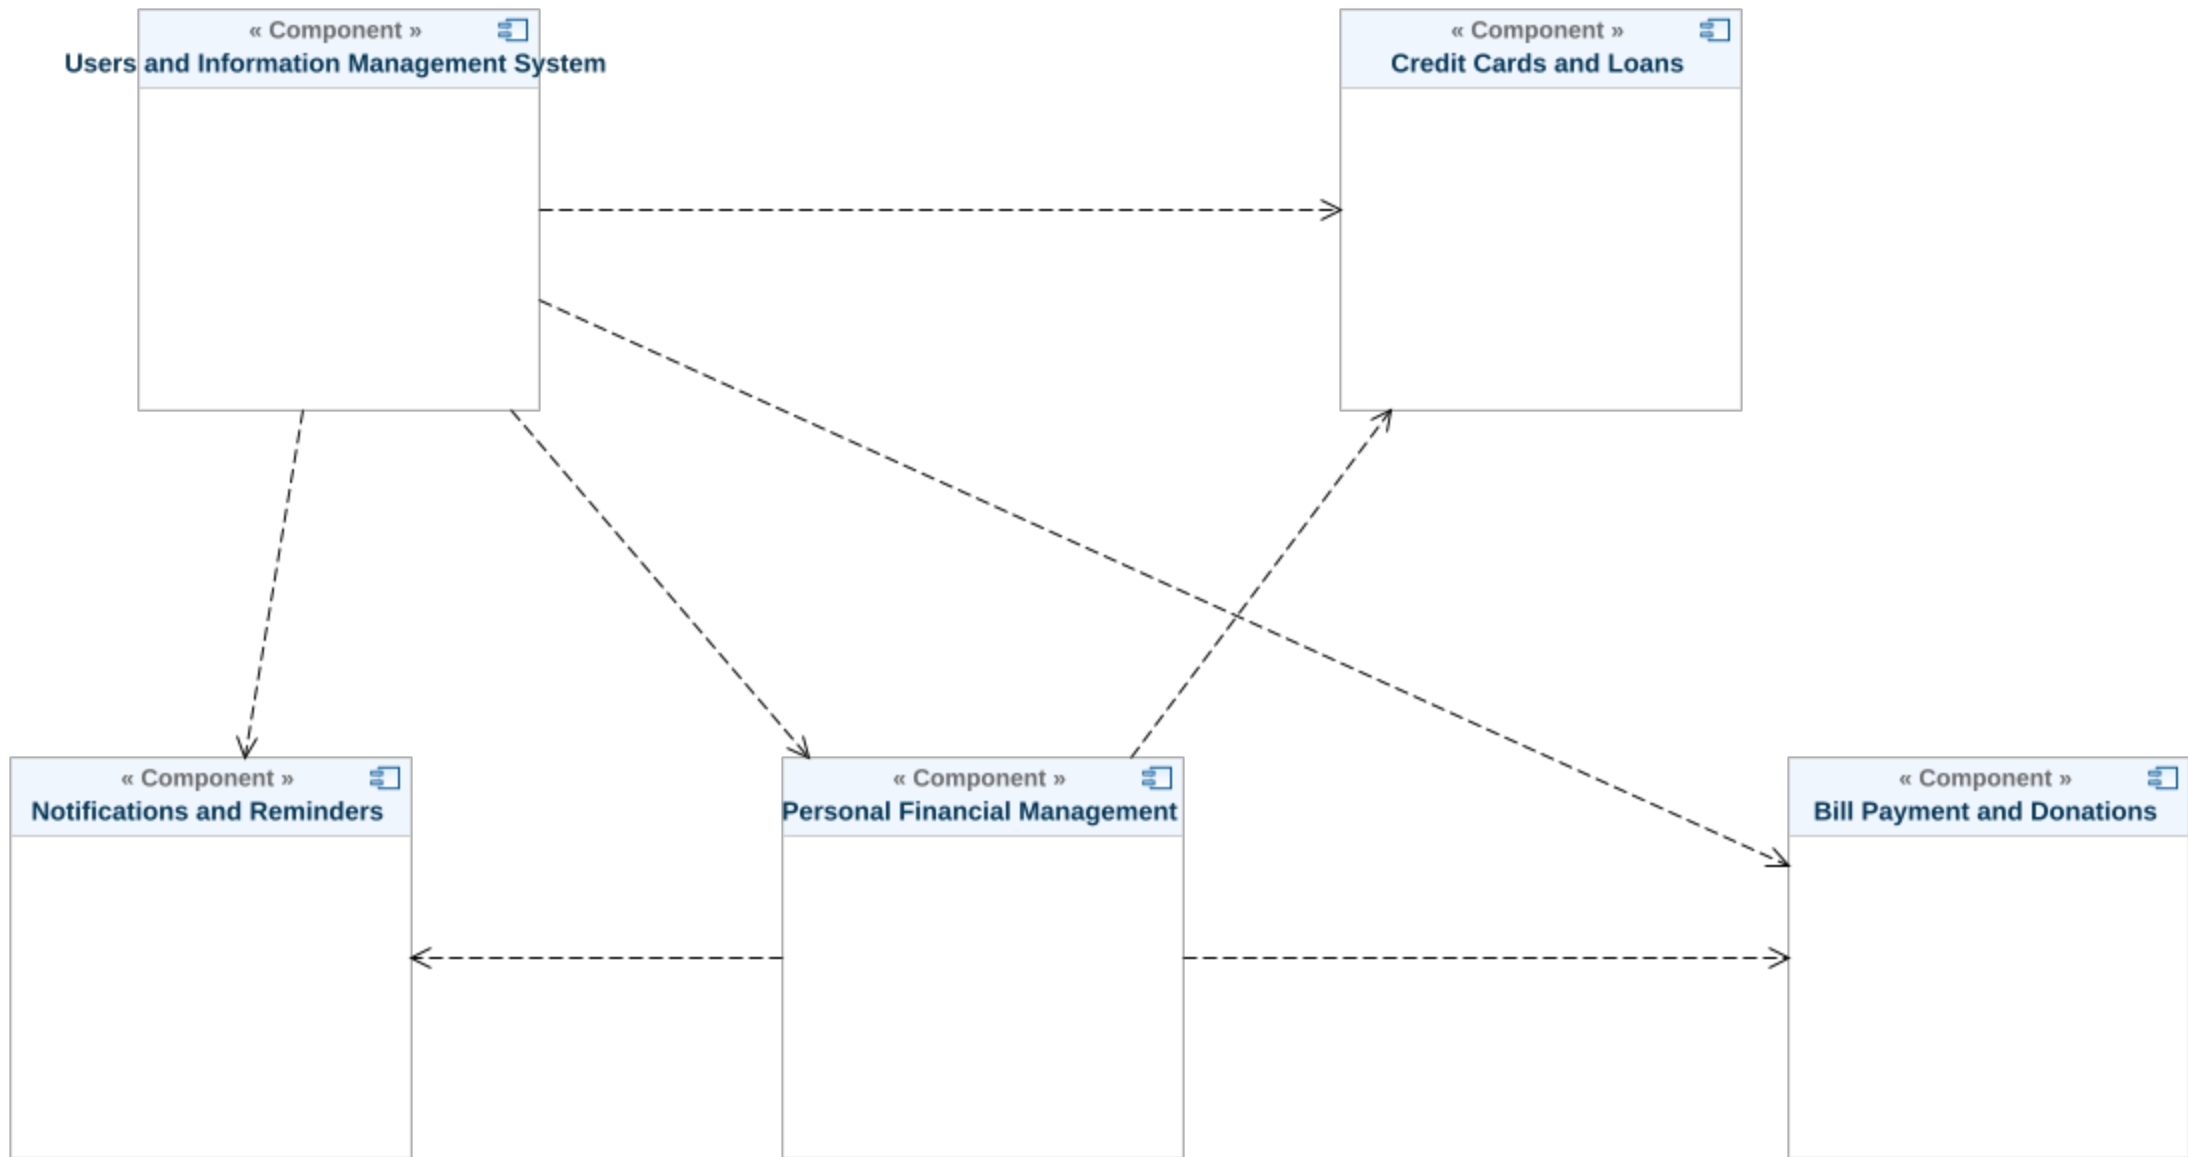 « Component »
Users and Information Management System
« Component »
Credit Cards and Loans
« Component »
Notifications and Reminders
« Component »
Personal Financial Management
« Component »
Bill Payment and Donations